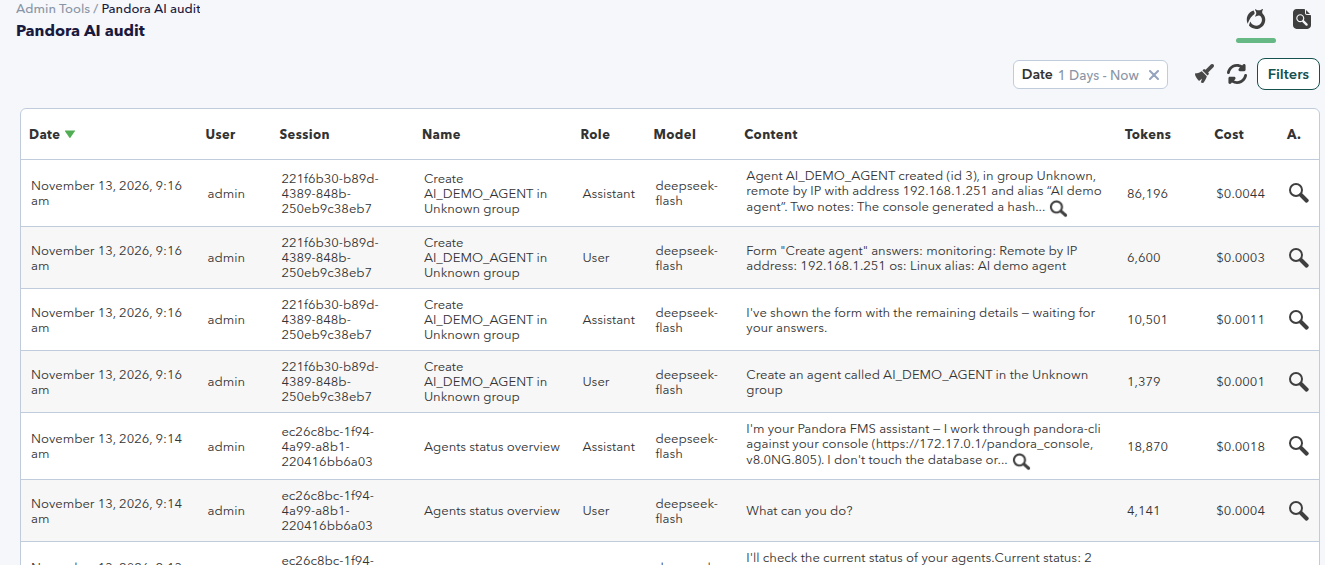 Admin Tools / Pandora AI audit
Pandora AI audit
Date 1 Days - Now
Filters
Date User Session Name Role Model Content Tokens Cost A.
November 13, 2026, 9:16 am admin 221f6b30-b89d-4389-848b-250eb9c38eb7 Create AI_DEMO_AGENT in Unknown group Assistant deepseek-flash Agent AI_DEMO_AGENT created (id 3), in group Unknown, remote by IP with address 192.168.1.251 and alias “AI demo agent”. Two notes: The console generated a hash... 86,196 $0.0044
November 13, 2026, 9:16 am admin 221f6b30-b89d-4389-848b-250eb9c38eb7 Create AI_DEMO_AGENT in Unknown group User deepseek-flash Form "Create agent" answers: monitoring: Remote by IP address: 192.168.1.251 os: Linux alias: AI demo agent 6,600 $0.0003
November 13, 2026, 9:16 am admin 221f6b30-b89d-4389-848b-250eb9c38eb7 Create AI_DEMO_AGENT in Unknown group Assistant deepseek-flash I've shown the form with the remaining details – waiting for your answers. 10,501 $0.0011
November 13, 2026, 9:16 am admin 221f6b30-b89d-4389-848b-250eb9c38eb7 Create AI_DEMO_AGENT in Unknown group User deepseek-flash Create an agent called AI_DEMO_AGENT in the Unknown group 1,379 $0.0001
November 13, 2026, 9:14 am admin ec26c8bc-1f94-4a99-a8b1-220416bb6a03 Agents status overview Assistant deepseek-flash I'm your Pandora FMS assistant – I work through pandora-cli against your console (https://172.17.0.1/pandora_console, v8.0NG.805). I don't touch the database or... 18,870 $0.0018
November 13, 2026, 9:14 am admin ec26c8bc-1f94-4a99-a8b1-220416bb6a03 Agents status overview User deepseek-flash What can you do? 4,141 $0.0004
ec26c8bc-1f94- I'll check the current status of your agents.Current status: 2